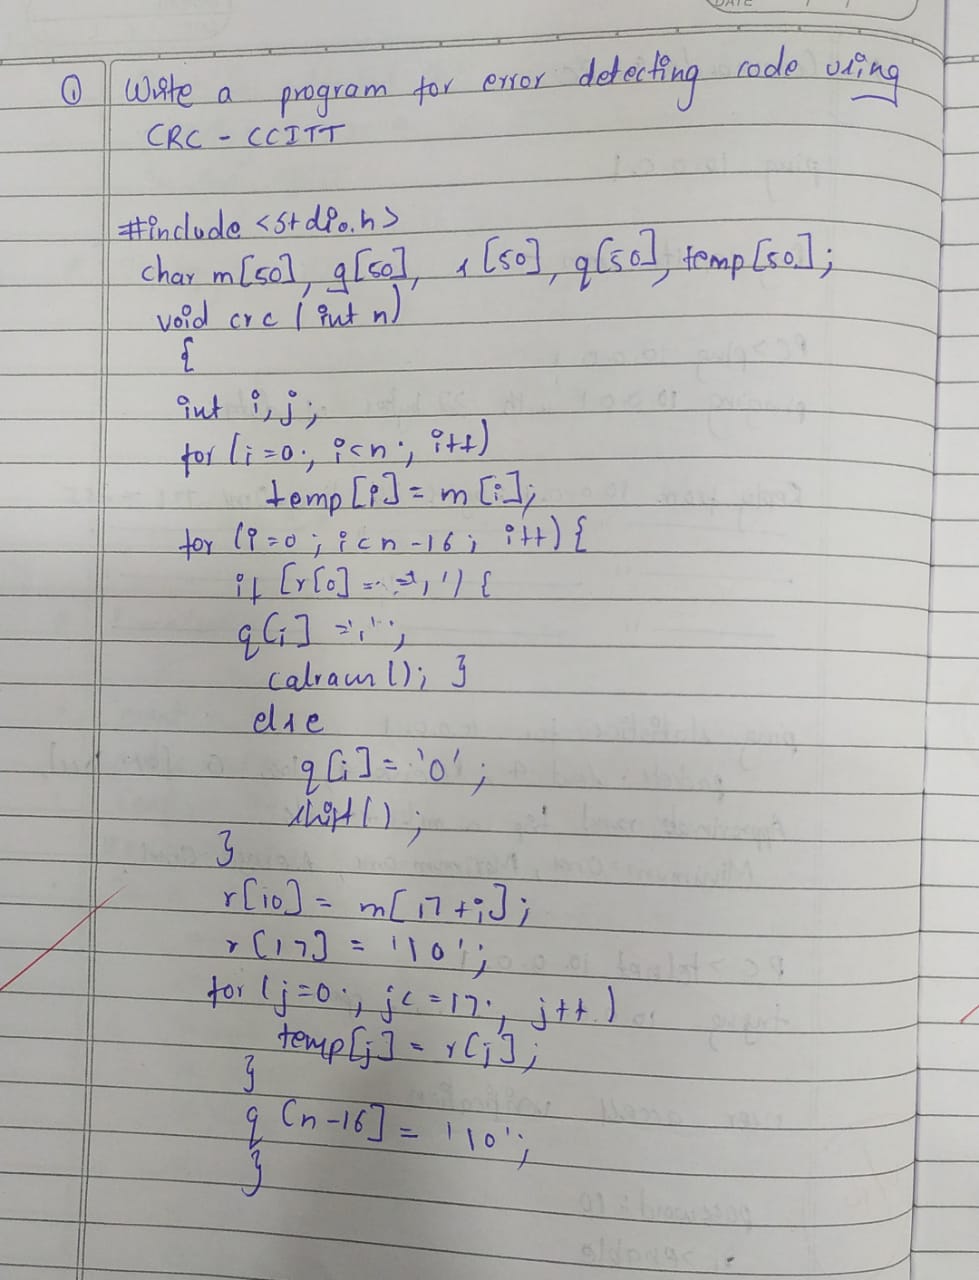 DATE
① Write a program for error detecting code using
CRC - CCITT
#include <stdio.h>
char m[50], g[50], r[50], q[50], temp[50];
void crc (int n)
{
int i, j;
for (i=0; i<n; i++)
temp[i] = m[i];
for (i=0; i<n-16; i++) {
if [r[0] == '1') {
q[i] = '1';
calram(); }
else
q[i] = '0';
shift();
}
r[16] = m[17+i];
r[17] = '\0';
for (j=0; j<=17; j++)
temp[j] = r[j];
}
q[n-16] = '\0';
}